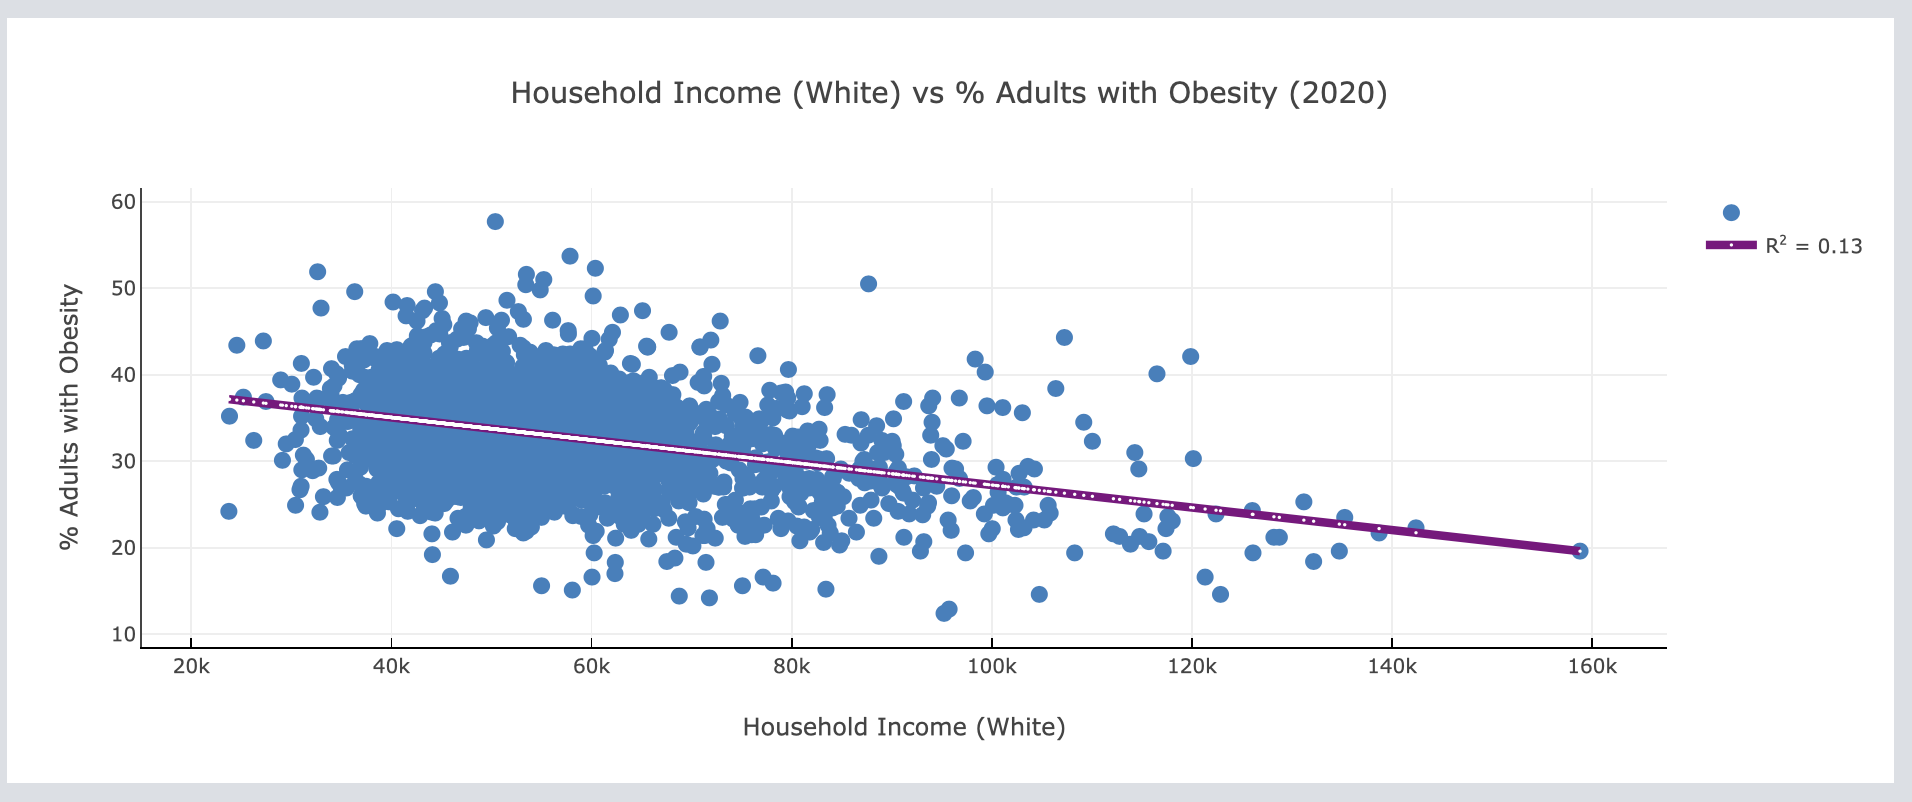 Household Income (White) vs % Adults with Obesity (2020)
60
50
40
30
20
10
% Adults with Obesity
20k 40k 60k 80k 100k 120k 140k 160k
Household Income (White)
R² = 0.13